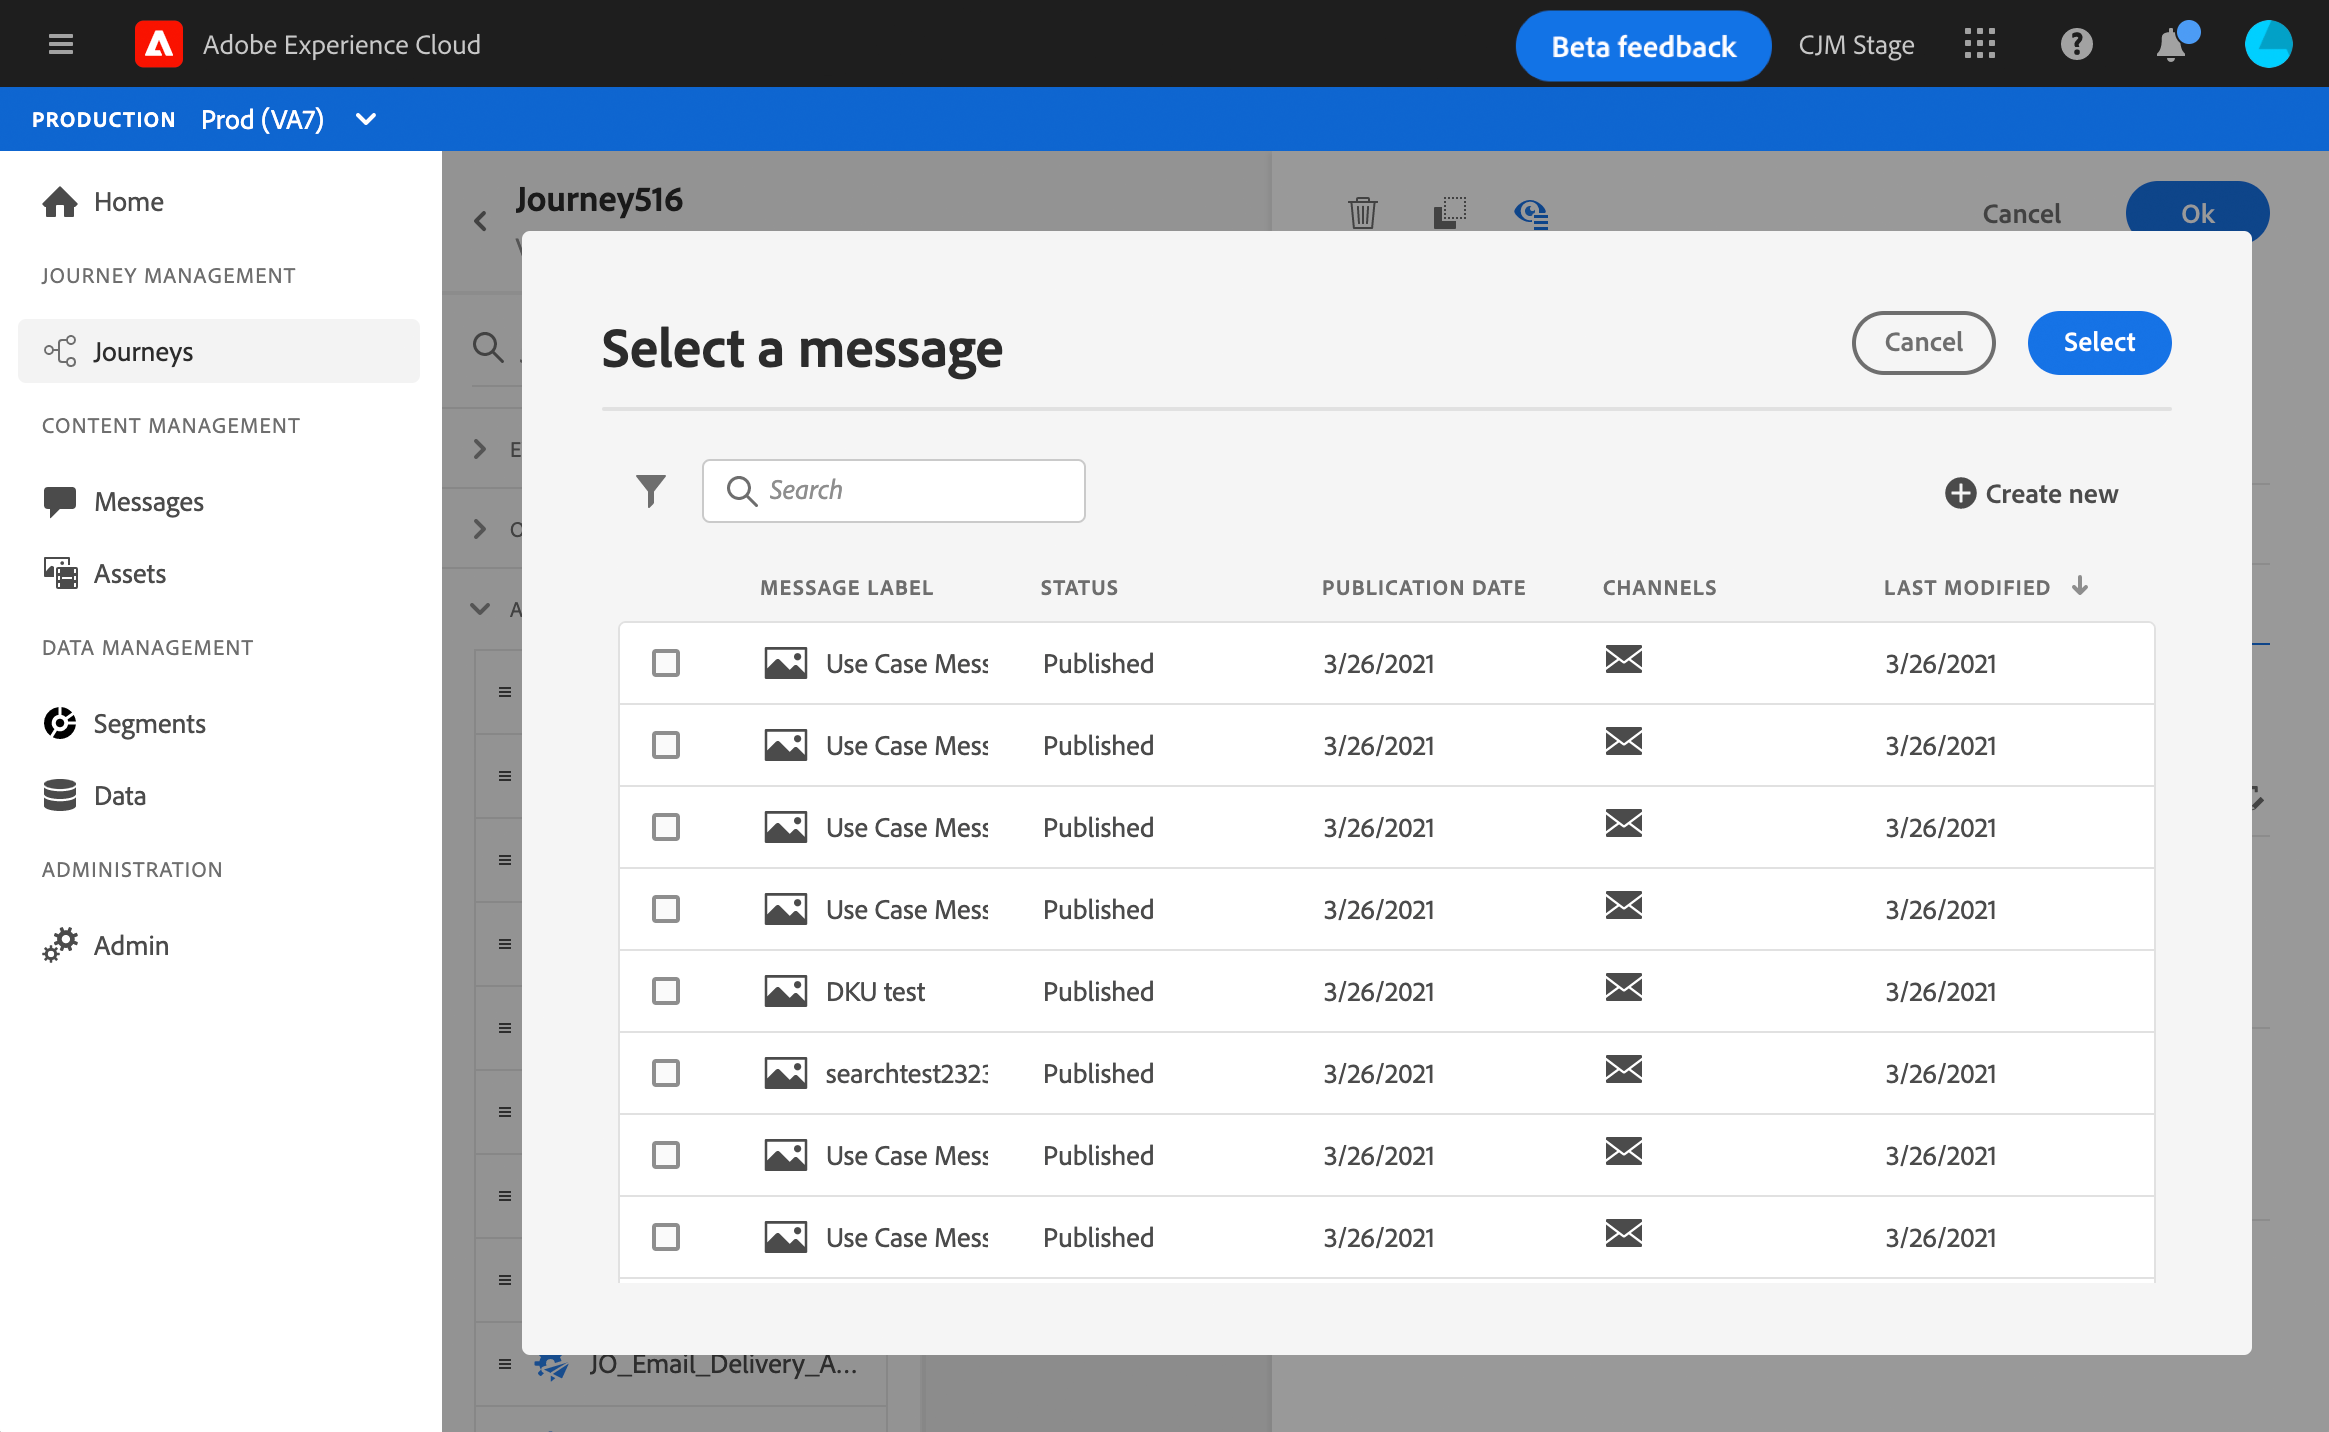 Adobe Experience Cloud
Beta feedback
CJM Stage
PRODUCTION Prod (VA7)
Home
JOURNEY MANAGEMENT
Journeys
CONTENT MANAGEMENT
Messages
Assets
DATA MANAGEMENT
Segments
Data
ADMINISTRATION
Admin
Journey516
Cancel
Ok
Select a message
Cancel
Select
Search
Create new
MESSAGE LABEL STATUS PUBLICATION DATE CHANNELS LAST MODIFIED
Use Case Mess Published 3/26/2021 3/26/2021
Use Case Mess Published 3/26/2021 3/26/2021
Use Case Mess Published 3/26/2021 3/26/2021
Use Case Mess Published 3/26/2021 3/26/2021
DKU test Published 3/26/2021 3/26/2021
searchtest2323 Published 3/26/2021 3/26/2021
Use Case Mess Published 3/26/2021 3/26/2021
Use Case Mess Published 3/26/2021 3/26/2021
JO_Email_Delivery_A...